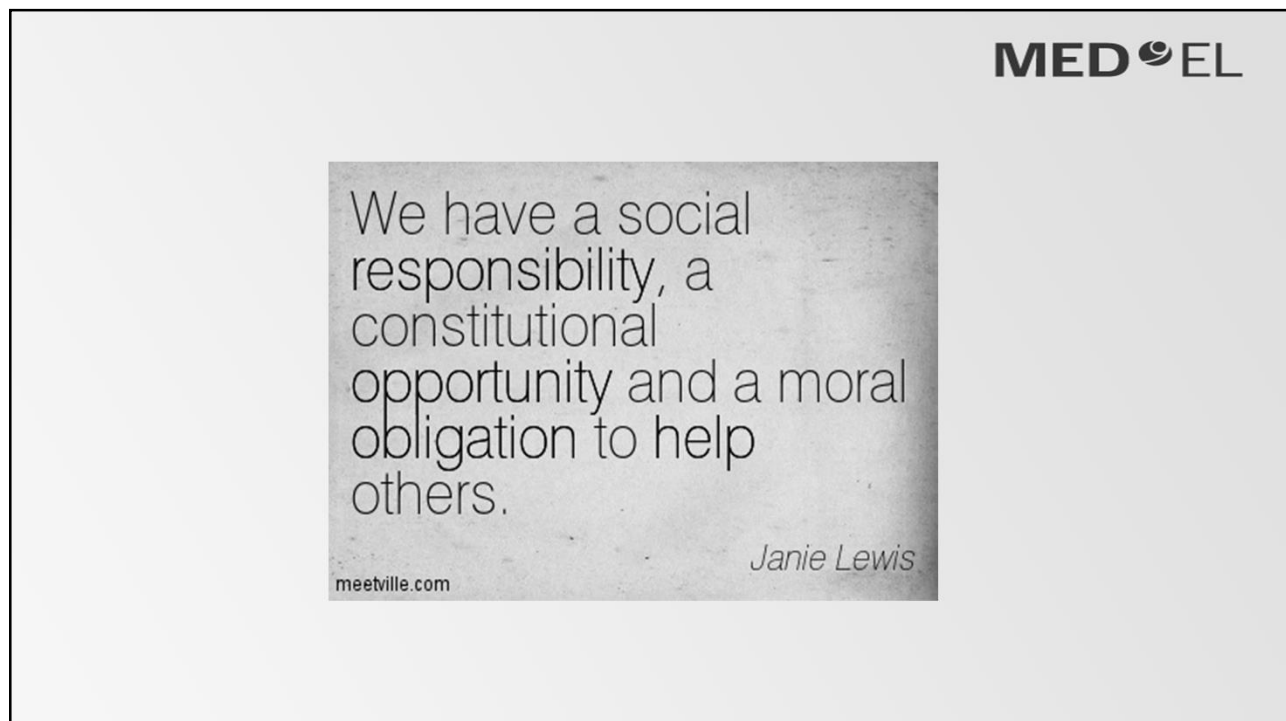 MED EL
We have a social
responsibility, a
constitutional
opportunity and a moral
obligation to help
others.
Janie Lewis
meetville.com